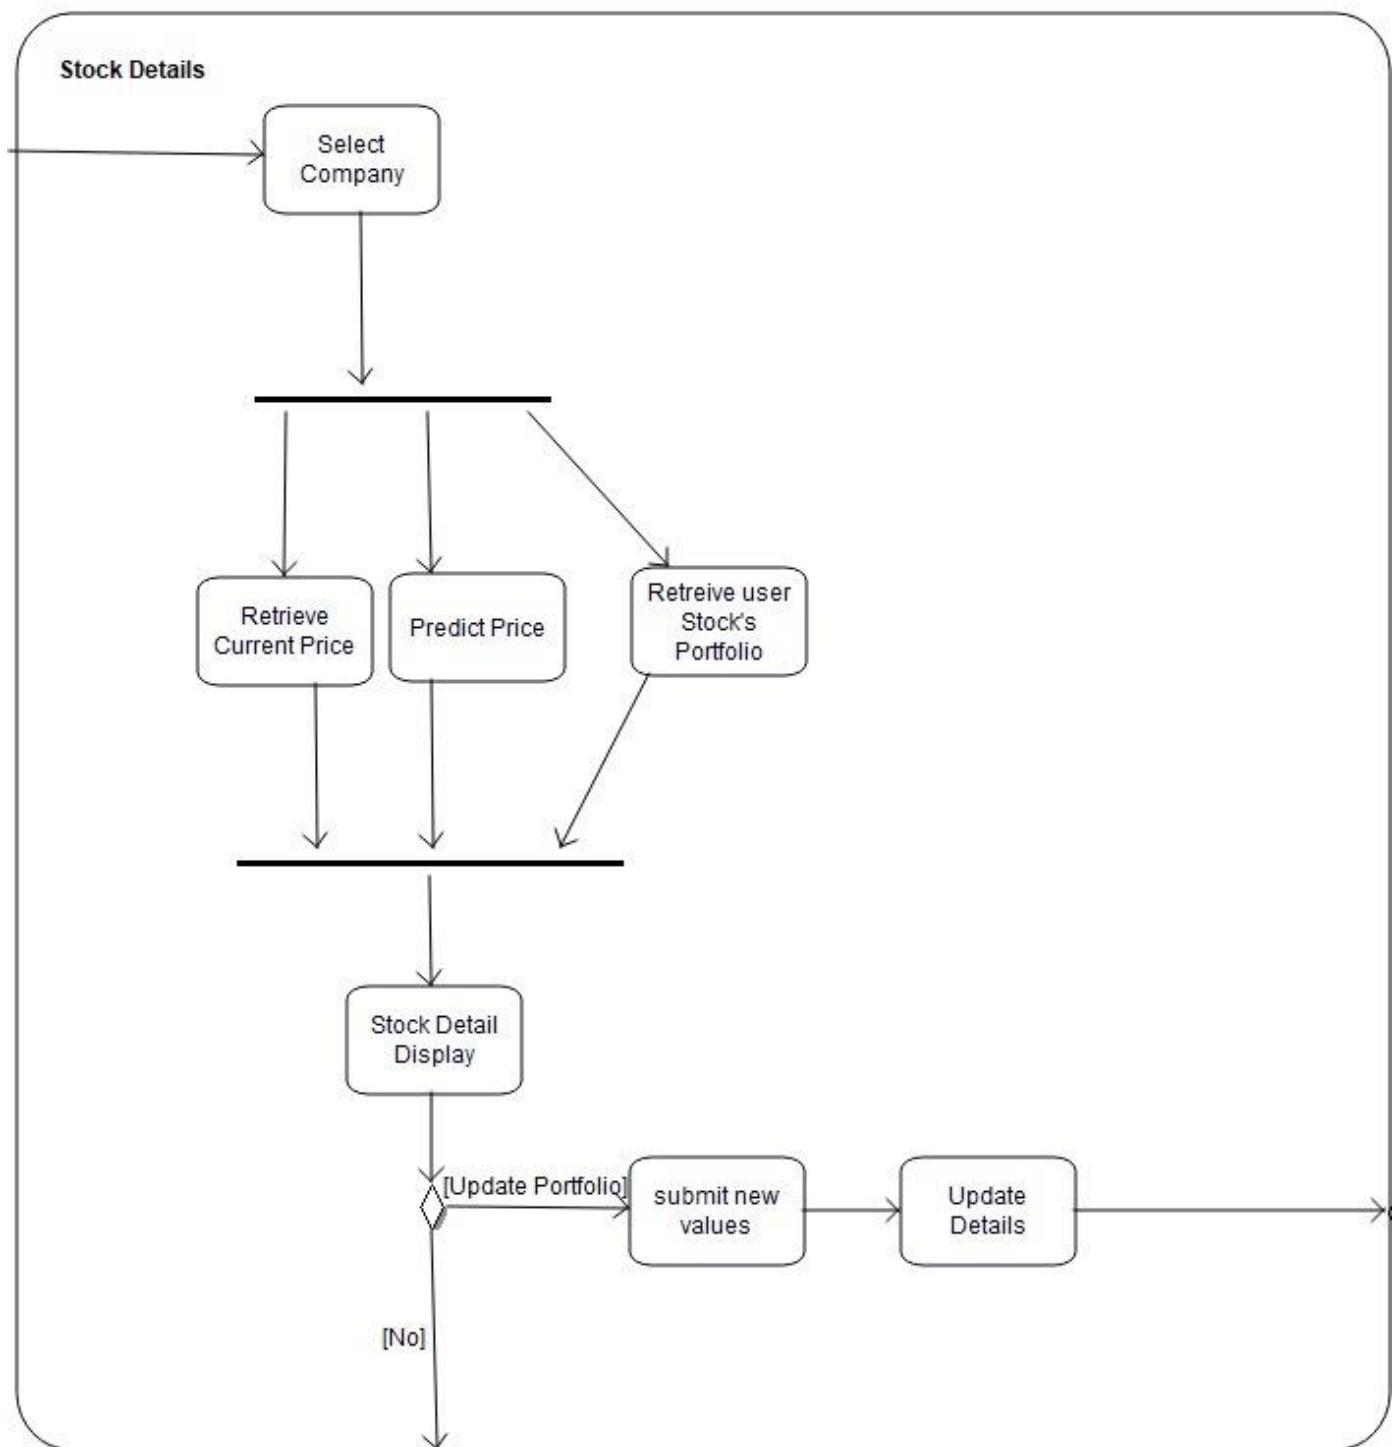 Stock Details
Select
Company
Retrieve
Current Price
Predict Price
Retreive user
Stock's
Portfolio
Stock Detail
Display
[Update Portfolio]
submit new
values
Update
Details
[No]